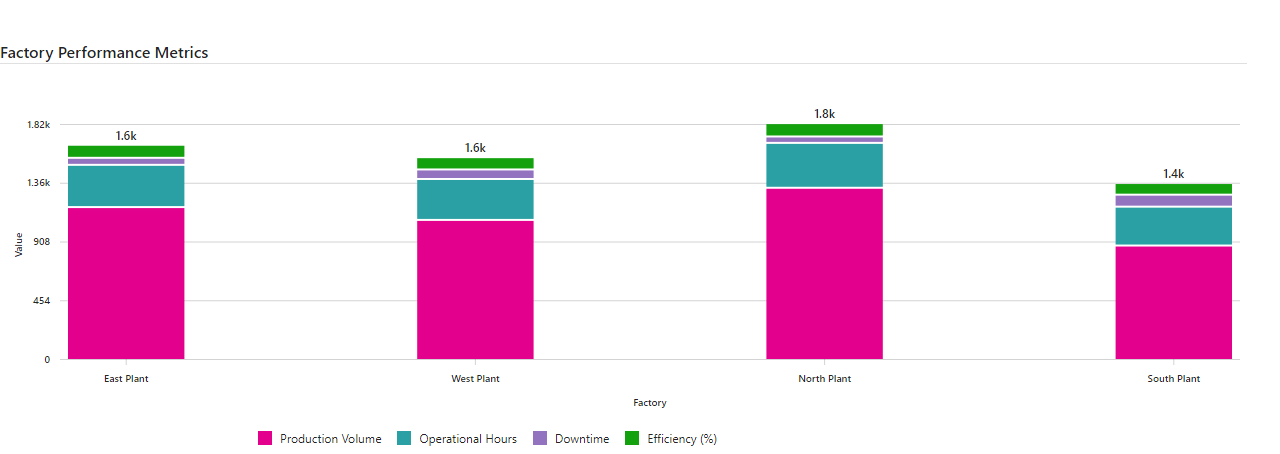 Factory Performance Metrics
1.82k
1.36k
908
454
0
Value
1.6k
1.6k
1.8k
1.4k
East Plant
West Plant
North Plant
South Plant
Factory
Production Volume
Operational Hours
Downtime
Efficiency (%)